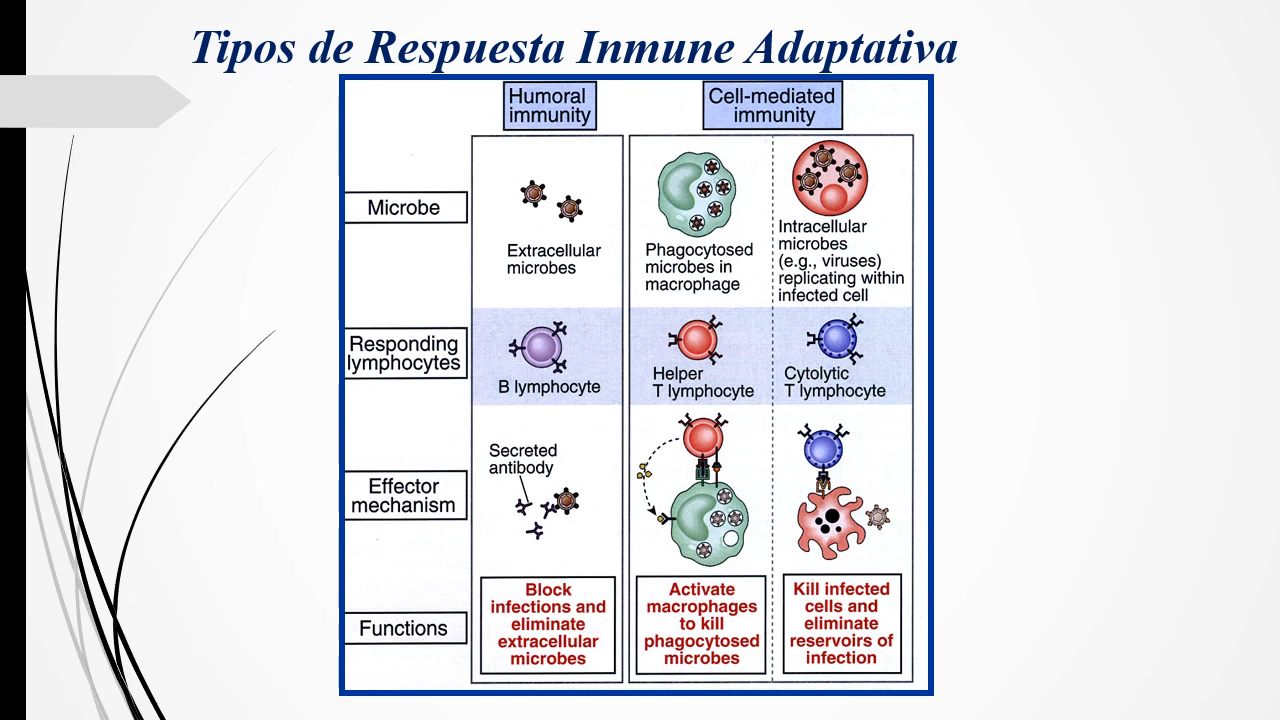 Tipos de Respuesta Inmune Adaptativa
Humoral
immunity
Cell-mediated
immunity
Microbe
Extracellular
microbes
Phagocytosed
microbes in
macrophage
Intracellular
microbes
(e.g., viruses)
replicating within
infected cell
Responding
lymphocytes
B lymphocyte
Helper
T lymphocyte
Cytolytic
T lymphocyte
Effector
mechanism
Secreted
antibody
Functions
Block
infections and
eliminate
extracellular
microbes
Activate
macrophages
to kill
phagocytosed
microbes
Kill infected
cells and
eliminate
reservoirs of
infection